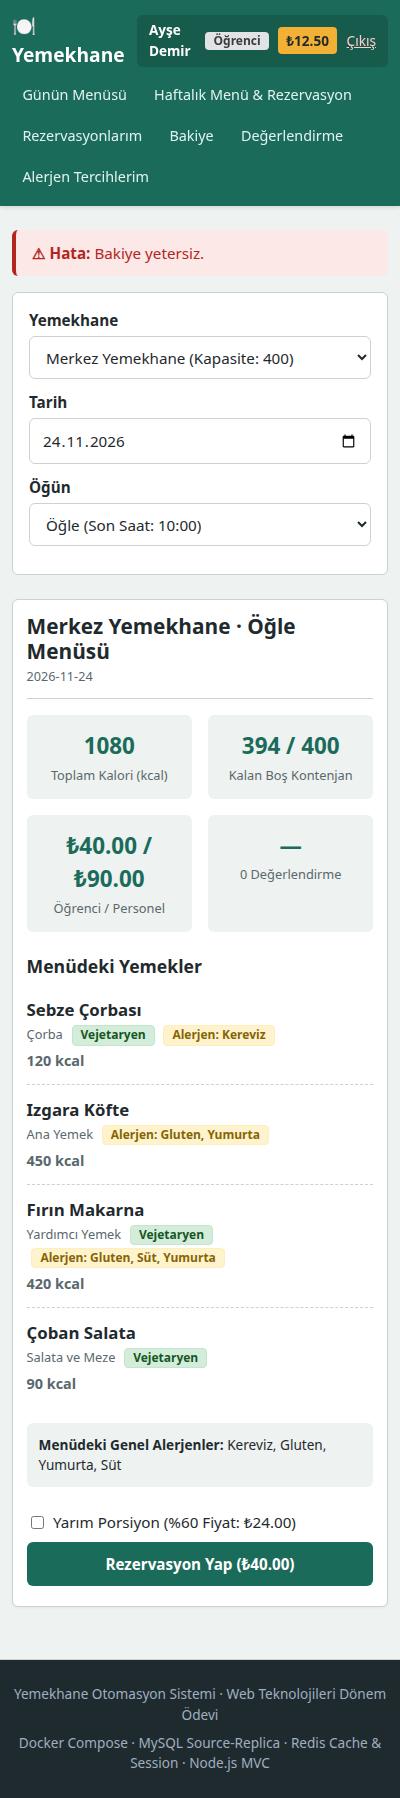 🍽️ Yemekhane
Ayşe Demir
Öğrenci
₺12.50
Çıkış
Günün Menüsü
Haftalık Menü & Rezervasyon
Rezervasyonlarım
Bakiye
Değerlendirme
Alerjen Tercihlerim
⚠ Hata: Bakiye yetersiz.
Yemekhane
Merkez Yemekhane (Kapasite: 400)
Tarih
24.11.2026
Öğün
Öğle (Son Saat: 10:00)
Merkez Yemekhane · Öğle
Menüsü
2026-11-24
1080
Toplam Kalori (kcal)
394 / 400
Kalan Boş Kontenjan
₺40.00 /
₺90.00
Öğrenci / Personel
—
0 Değerlendirme
Menüdeki Yemekler
Sebze Çorbası
Çorba Vejetaryen Alerjen: Kereviz
120 kcal
Izgara Köfte
Ana Yemek Alerjen: Gluten, Yumurta
450 kcal
Fırın Makarna
Yardımcı Yemek Vejetaryen
Alerjen: Gluten, Süt, Yumurta
420 kcal
Çoban Salata
Salata ve Meze Vejetaryen
90 kcal
Menüdeki Genel Alerjenler: Kereviz, Gluten,
Yumurta, Süt
Yarım Porsiyon (%60 Fiyat: ₺24.00)
Rezervasyon Yap (₺40.00)
Yemekhane Otomasyon Sistemi · Web Teknolojileri Dönem
Ödevi
Docker Compose · MySQL Source-Replica · Redis Cache &
Session · Node.js MVC